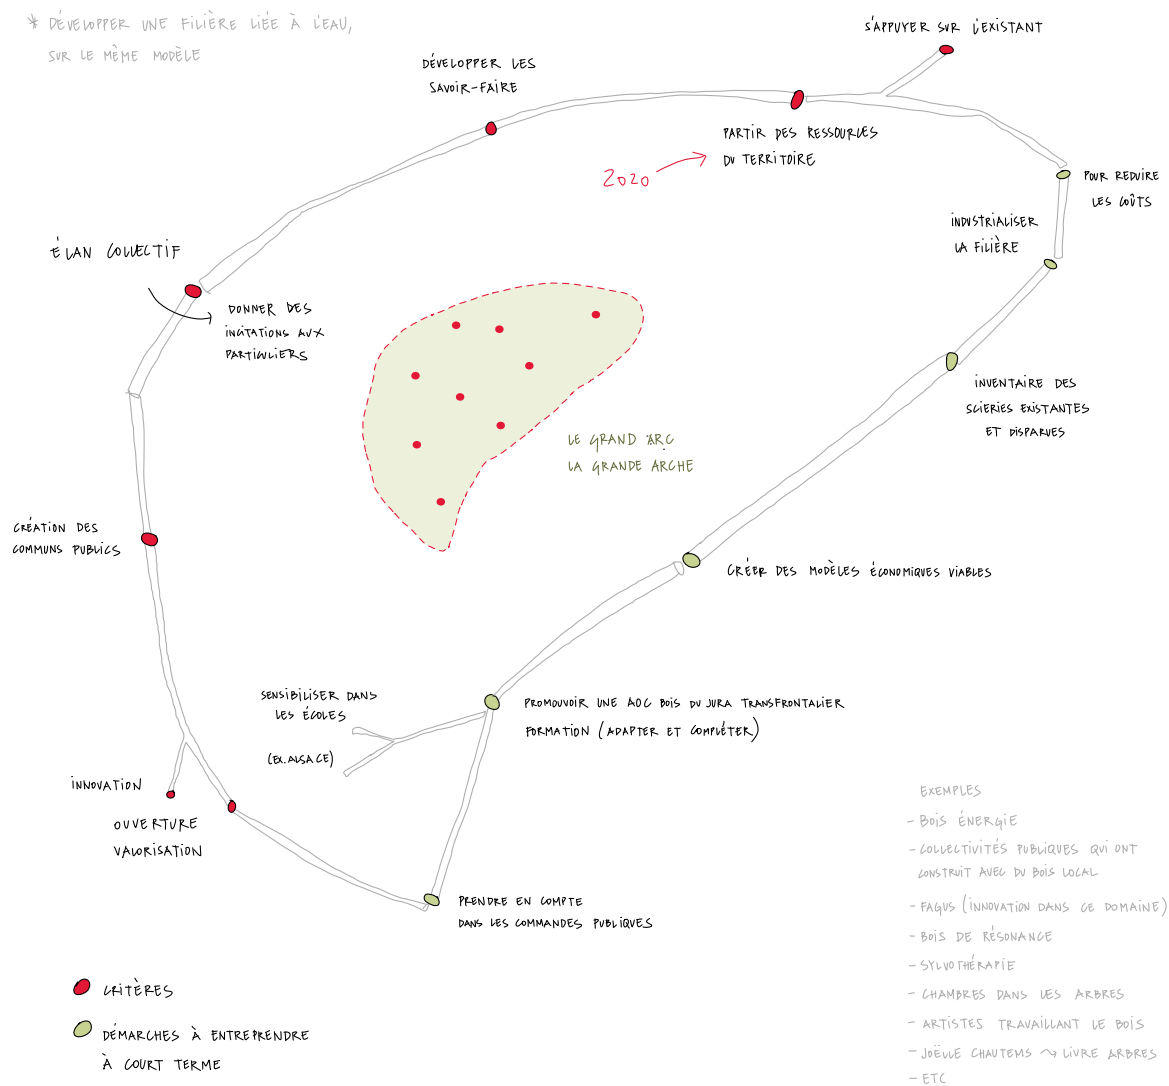 * DÉVELOPPER UNE FILIÈRE LIÉE À L'EAU,
SUR LE MÊME MODÈLE
S'APPUYER SUR L'EXISTANT
DÉVELOPPER LES
SAVOIR-FAIRE
PARTIR DES RESSOURCES
DU TERRITOIRE
2020
POUR REDUIRE
LES COÛTS
INDUSTRIALISER
LA FILIÈRE
ÉLAN COLLECTIF
DONNER DES
INCITATIONS AUX
PARTICULIERS
INVENTAIRE DES
SCIERIES EXISTANTES
ET DISPARUES
LE GRAND ARC
LA GRANDE ARCHE
CRÉATION DES
COMMUNS PUBLICS
CRÉER DES MODÈLES ÉCONOMIQUES VIABLES
SENSIBILISER DANS
LES ÉCOLES
(EX. ALSACE)
PROMOUVOIR UNE AOC BOIS DU JURA TRANSFRONTALIER
FORMATION (ADAPTER ET COMPLÉTER)
INNOVATION
OUVERTURE
VALORISATION
PRENDRE EN COMPTE
DANS LES COMMANDES PUBLIQUES
EXEMPLES
- BOIS ÉNERGIE
- COLLECTIVITÉS PUBLIQUES QUI ONT
CONSTRUIT AVEC DU BOIS LOCAL
- FAGUS (INNOVATION DANS CE DOMAINE)
- BOIS DE RÉSONANCE
- SYLVOTHÉRAPIE
- CHAMBRES DANS LES ARBRES
- ARTISTES TRAVAILLANT LE BOIS
- JOËLLE CHAUTEMS ⤳ LIVRE ARBRES
- ETC
CRITÈRES
DÉMARCHES À ENTREPRENDRE
À COURT TERME